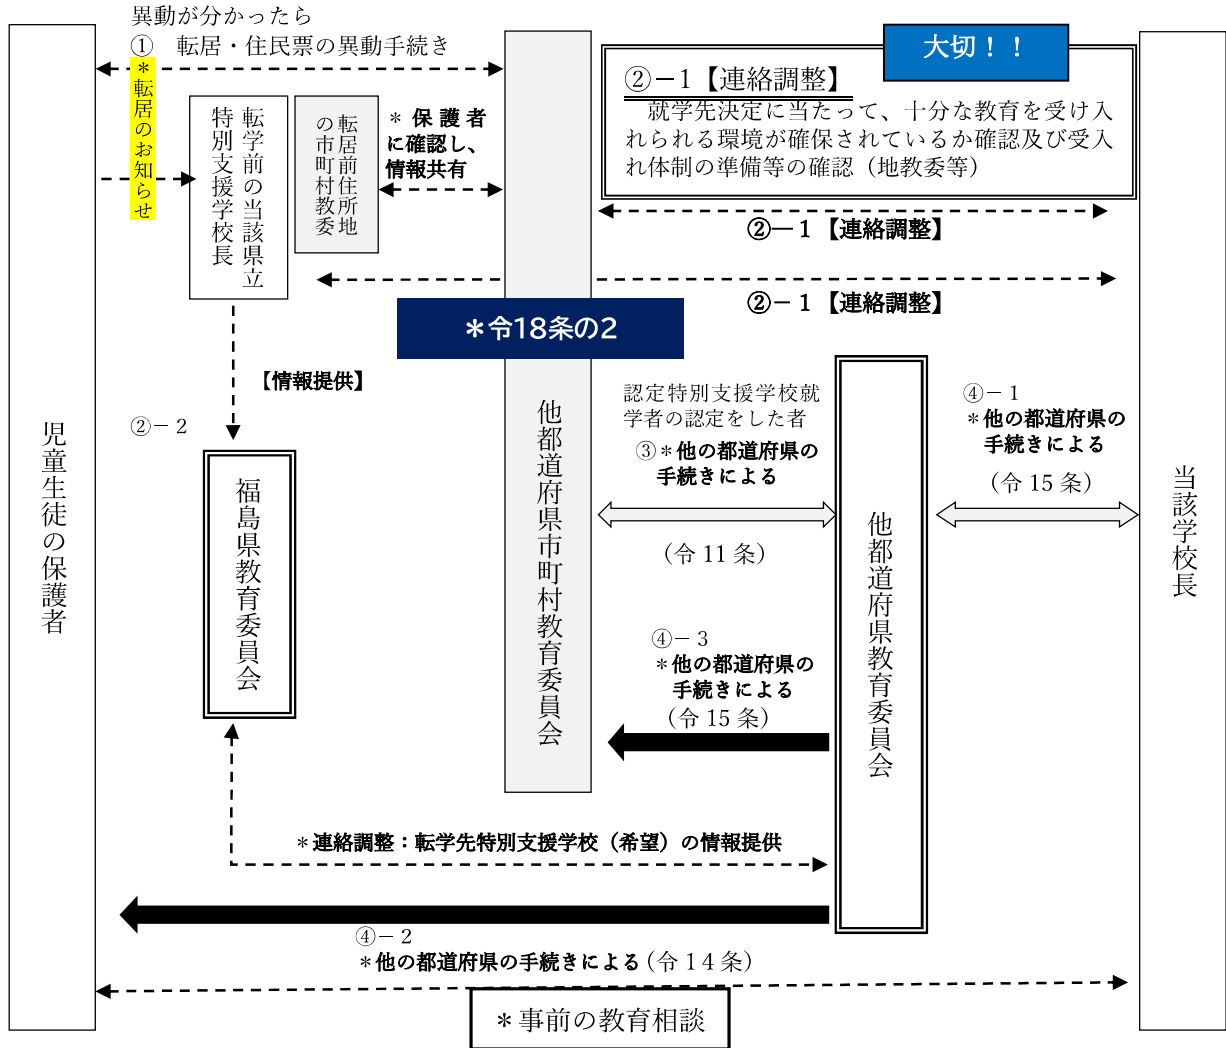 異動が分かったら
① 転居・住民票の異動手続き
＊転居のお知らせ
転学前の当該県立
特別支援学校長
転居前住所地
の市町村教委
＊保護者
に確認し、
情報共有
大切！！
②－1【連絡調整】
就学先決定に当たって、十分な教育を受け入
れられる環境が確保されているか確認及び受入
れ体制の準備等の確認（地教委等）
②－1【連絡調整】
②－1【連絡調整】
＊令18条の2
【情報提供】
②－2
児童生徒の保護者
福島県教育委員会
他都道府県市町村教育委員会
認定特別支援学校就
学者の認定をした者
③＊他の都道府県の
手続きによる
（令 11 条）
④－1
＊他の都道府県の
手続きによる
（令 15 条）
他都道府県教育委員会
当該学校長
④－3
＊他の都道府県の
手続きによる
（令 15 条）
＊連絡調整：転学先特別支援学校（希望）の情報提供
④－2
＊他の都道府県の手続きによる（令 14 条）
＊事前の教育相談